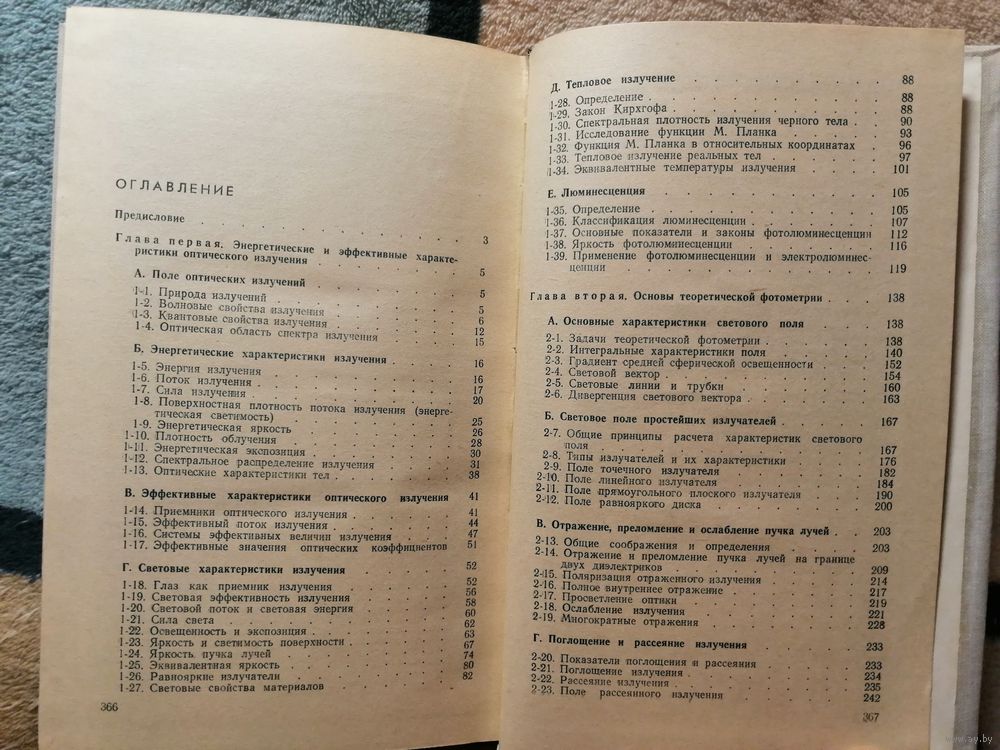 ОГЛАВЛЕНИЕ
Предисловие . . . . . . . . . . 3
Глава первая. Энергетические и эффективные характе-
ристики оптического излучения . . . . . 5
А. Поле оптических излучений . . . . . 5
1-1. Природа излучений . . . . . 5
1-2. Волновые свойства излучения . . . . . 6
1-3. Квантовые свойства излучения . . . . . 12
1-4. Оптическая область спектра излучения . . . . . 15
Б. Энергетические характеристики излучения . . . . . 16
1-5. Энергия излучения . . . . . 16
1-6. Поток излучения . . . . . 17
1-7. Сила излучения . . . . . 20
1-8. Поверхностная плотность потока излучения (энерге-
тическая светимость) . . . . . 25
1-9. Энергетическая яркость . . . . . 26
1-10. Плотность облучения . . . . . 28
1-11. Энергетическая экспозиция . . . . . 30
1-12. Спектральное распределение излучения . . . . . 31
1-13. Оптические характеристики тел . . . . . 38
В. Эффективные характеристики оптического излучения 41
1-14. Приемники оптического излучения . . . . . 41
1-15. Эффективный поток излучения . . . . . 44
1-16. Системы эффективных величин излучения . . . . . 47
1-17. Эффективные значения оптических коэффициентов 51
Г. Световые характеристики излучения . . . . . 52
1-18. Глаз как приемник излучения . . . . . 52
1-19. Световая эффективность излучения . . . . . 56
1-20. Световой поток и световая энергия . . . . . 58
1-21. Сила света . . . . . 60
1-22. Освещенность и экспозиция . . . . . 62
1-23. Яркость и светимость поверхности . . . . . 63
1-24. Яркость пучка лучей . . . . . 67
1-25. Эквивалентная яркость . . . . . 74
1-26. Равнояркие излучатели . . . . . 80
1-27. Световые свойства материалов . . . . . 82
366
Д. Тепловое излучение . . . . . 88
1-28. Определение . . . . . 88
1-29. Закон Кирхгофа . . . . . 88
1-30. Спектральная плотность излучения черного тела . . 90
1-31. Исследование функции М. Планка . . . . . 93
1-32. Функция М. Планка в относительных координатах . . 96
1-33. Тепловое излучение реальных тел . . . . . 97
1-34. Эквивалентные температуры излучения . . . . . 101
Е. Люминесценция . . . . . 105
1-35. Определение . . . . . 105
1-36. Классификация люминесценции . . . . . 107
1-37. Основные показатели и законы фотолюминесценции 112
1-38. Яркость фотолюминесценции . . . . . 116
1-39. Применение фотолюминесценции и электролюминес-
ценции . . . . . 119
Глава вторая. Основы теоретической фотометрии . . 138
А. Основные характеристики светового поля . . 138
2-1. Задачи теоретической фотометрии . . . . . 138
2-2. Интегральные характеристики поля . . . . . 140
2-3. Градиент средней сферической освещенности . . 152
2-4. Световой вектор . . . . . 154
2-5. Световые линии и трубки . . . . . 160
2-6. Дивергенция светового вектора . . . . . 163
Б. Световое поле простейших излучателей . . . 167
2-7. Общие принципы расчета характеристик светового
поля . . . . . 167
2-8. Типы излучателей и их характеристики . . . . . 176
2-9. Поле точечного излучателя . . . . . 182
2-10. Поле линейного излучателя . . . . . 184
2-11. Поле прямоугольного плоского излучателя . . . . . 190
2-12. Поле равнояркого диска . . . . . 200
В. Отражение, преломление и ослабление пучка лучей . 203
2-13. Общие соображения и определения . . . . . 203
2-14. Отражение и преломление пучка лучей на границе
двух диэлектриков . . . . . 209
2-15. Поляризация отраженного излучения . . . . . 214
2-16. Полное внутреннее отражение . . . . . 217
2-17. Просветление оптики . . . . . 219
2-18. Ослабление излучения . . . . . 221
2-19. Многократные отражения . . . . . 228
Г. Поглощение и рассеяние излучения . . . . . 233
2-20. Показатели поглощения и рассеяния . . . . . 233
2-21. Поглощение излучения . . . . . 234
2-22. Рассеяние излучения . . . . . 235
2-23. Поле рассеянного излучения . . . . . 242
367
www.ay.by